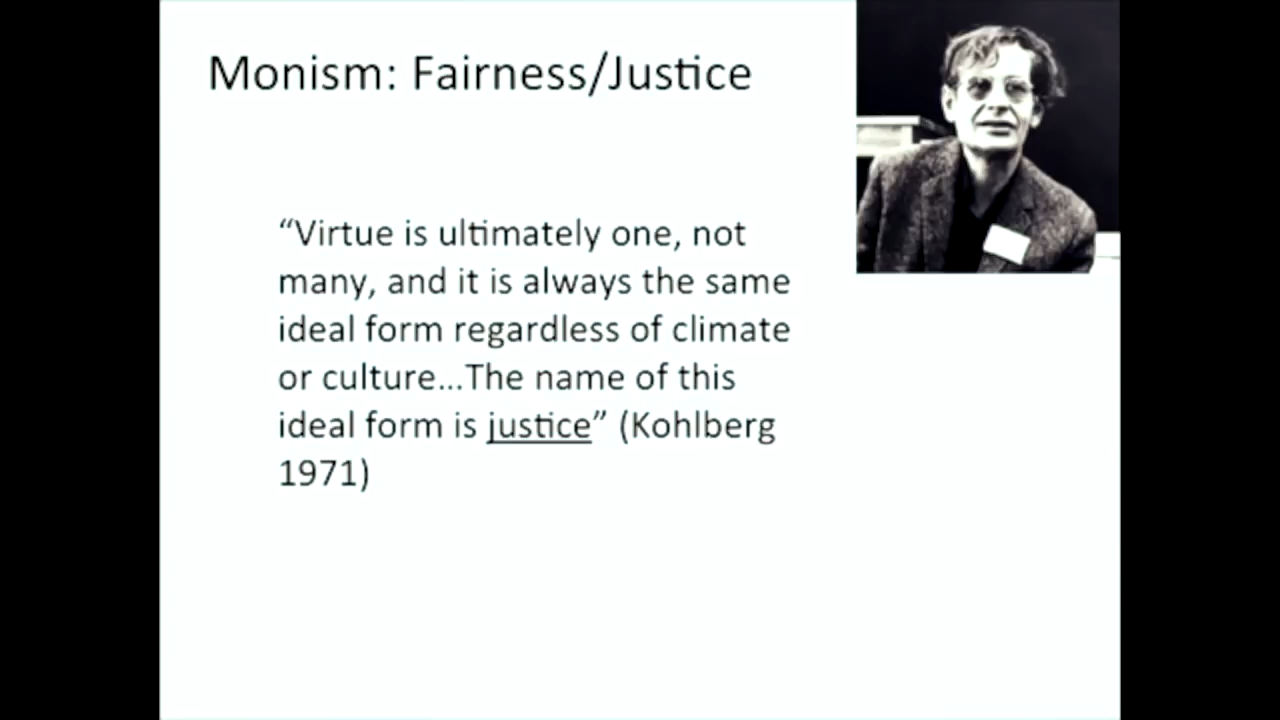 Monism: Fairness/Justice
“Virtue is ultimately one, not
many, and it is always the same
ideal form regardless of climate
or culture...The name of this
ideal form is justice” (Kohlberg
1971)